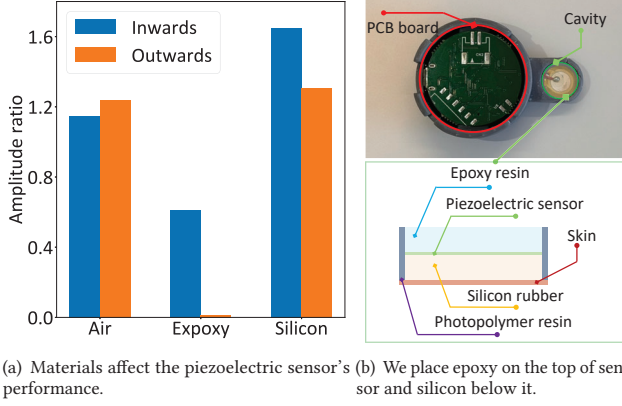 Amplitude ratio
1.6
1.2
0.8
0.4
0.0
Inwards
Outwards
Air
Expoxy
Silicon
PCB board
Cavity
Epoxy resin
Piezoelectric sensor
Skin
Silicon rubber
Photopolymer resin
(a) Materials affect the piezoelectric sensor's
performance.
(b) We place epoxy on the top of sen-
sor and silicon below it.